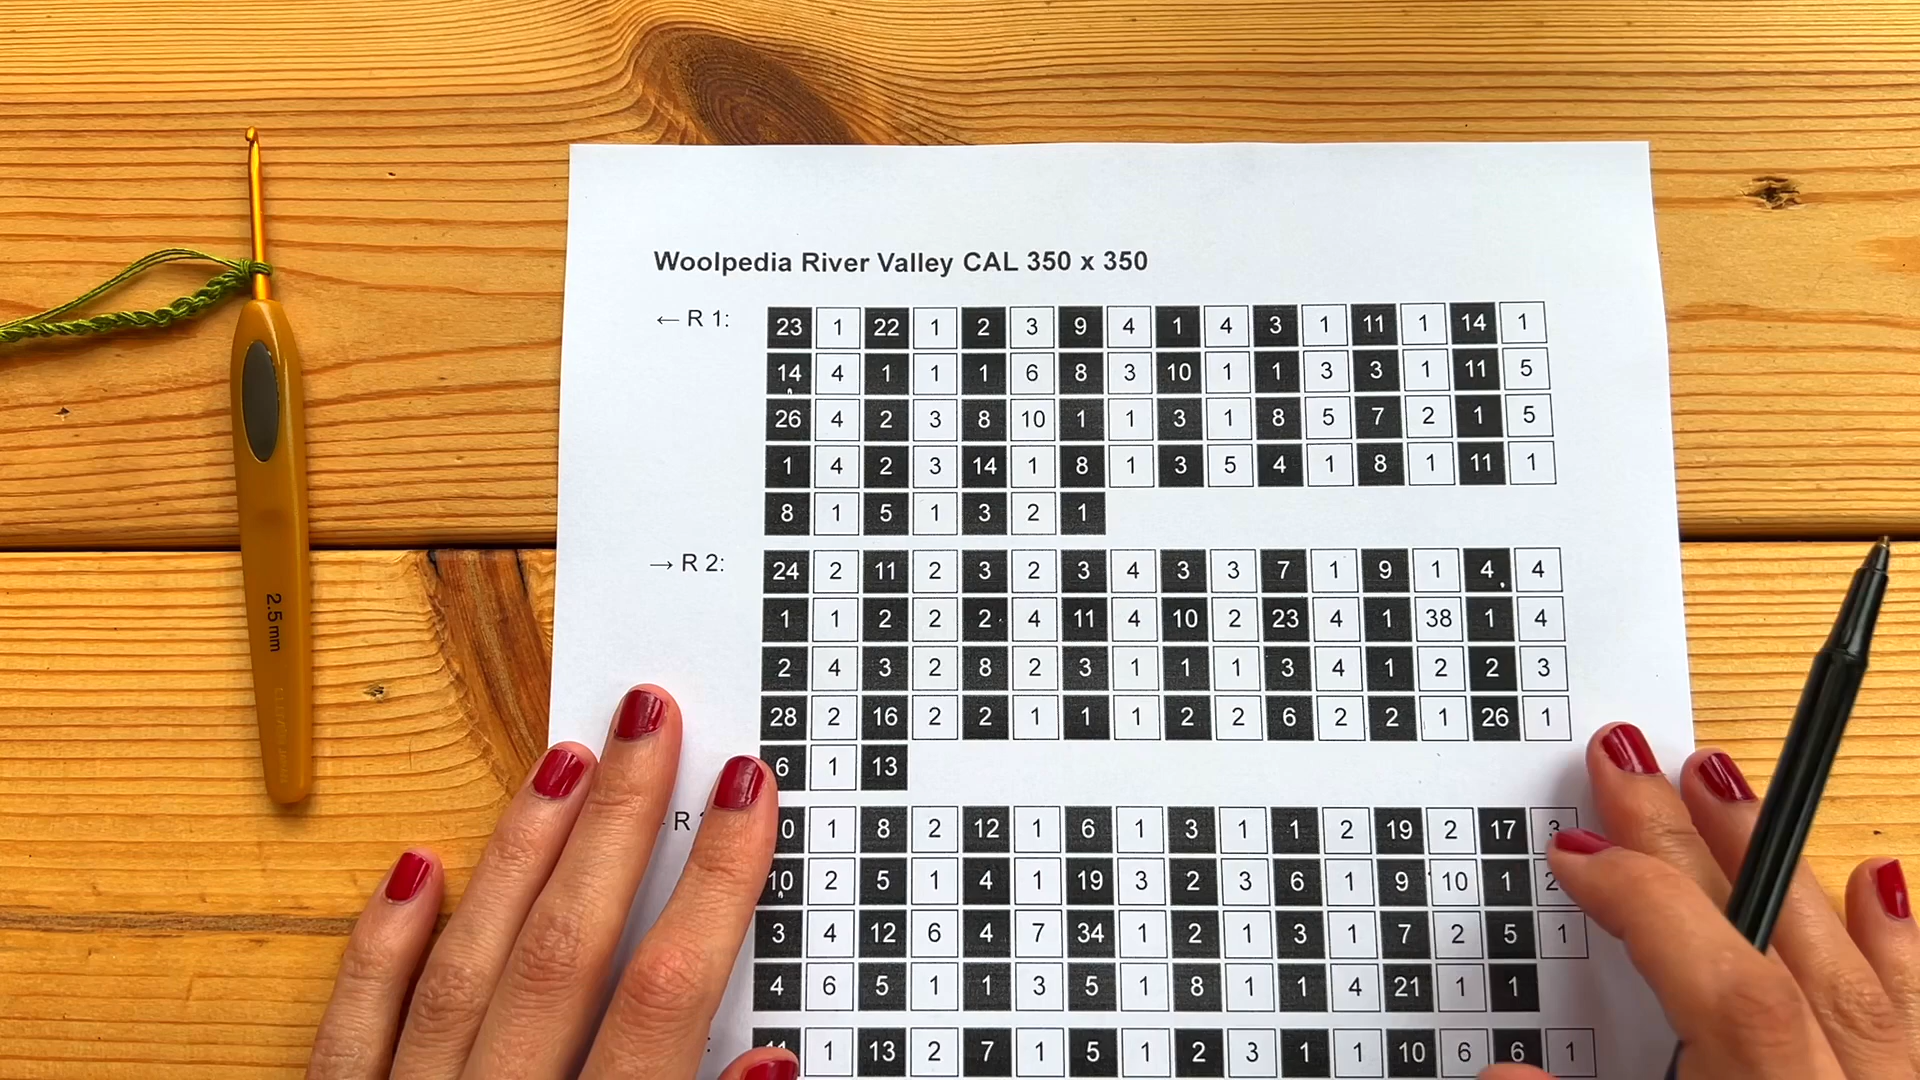 Woolpedia River Valley CAL 350 x 350
← R 1: 23 1 22 1 2 3 9 4 1 4 3 1 11 1 14 1
14 4 1 1 1 6 8 3 10 1 1 3 3 1 11 5
26 4 2 3 8 10 1 1 3 1 8 5 7 2 1 5
1 4 2 3 14 1 8 1 3 5 4 1 8 1 11 1
8 1 5 1 3 2 1
→ R 2: 24 2 11 2 3 2 3 4 3 3 7 1 9 1 4 4
1 1 2 2 2 4 11 4 10 2 23 4 1 38 1 4
2 4 3 2 8 2 3 1 1 1 3 4 1 2 2 3
28 2 16 2 2 1 1 1 2 2 6 2 2 1 26 1
6 1 13
R 1 8 2 12 1 6 1 3 1 1 2 19 2 17 3
10 2 5 1 4 1 19 3 2 3 6 1 9 10 1
3 4 12 6 4 7 34 1 2 1 3 1 7 2 5 1
4 6 5 1 1 3 5 1 8 1 1 4 21 1 1
: 11 1 13 2 7 1 5 1 2 3 1 1 10 6 6 1
2.5 mm